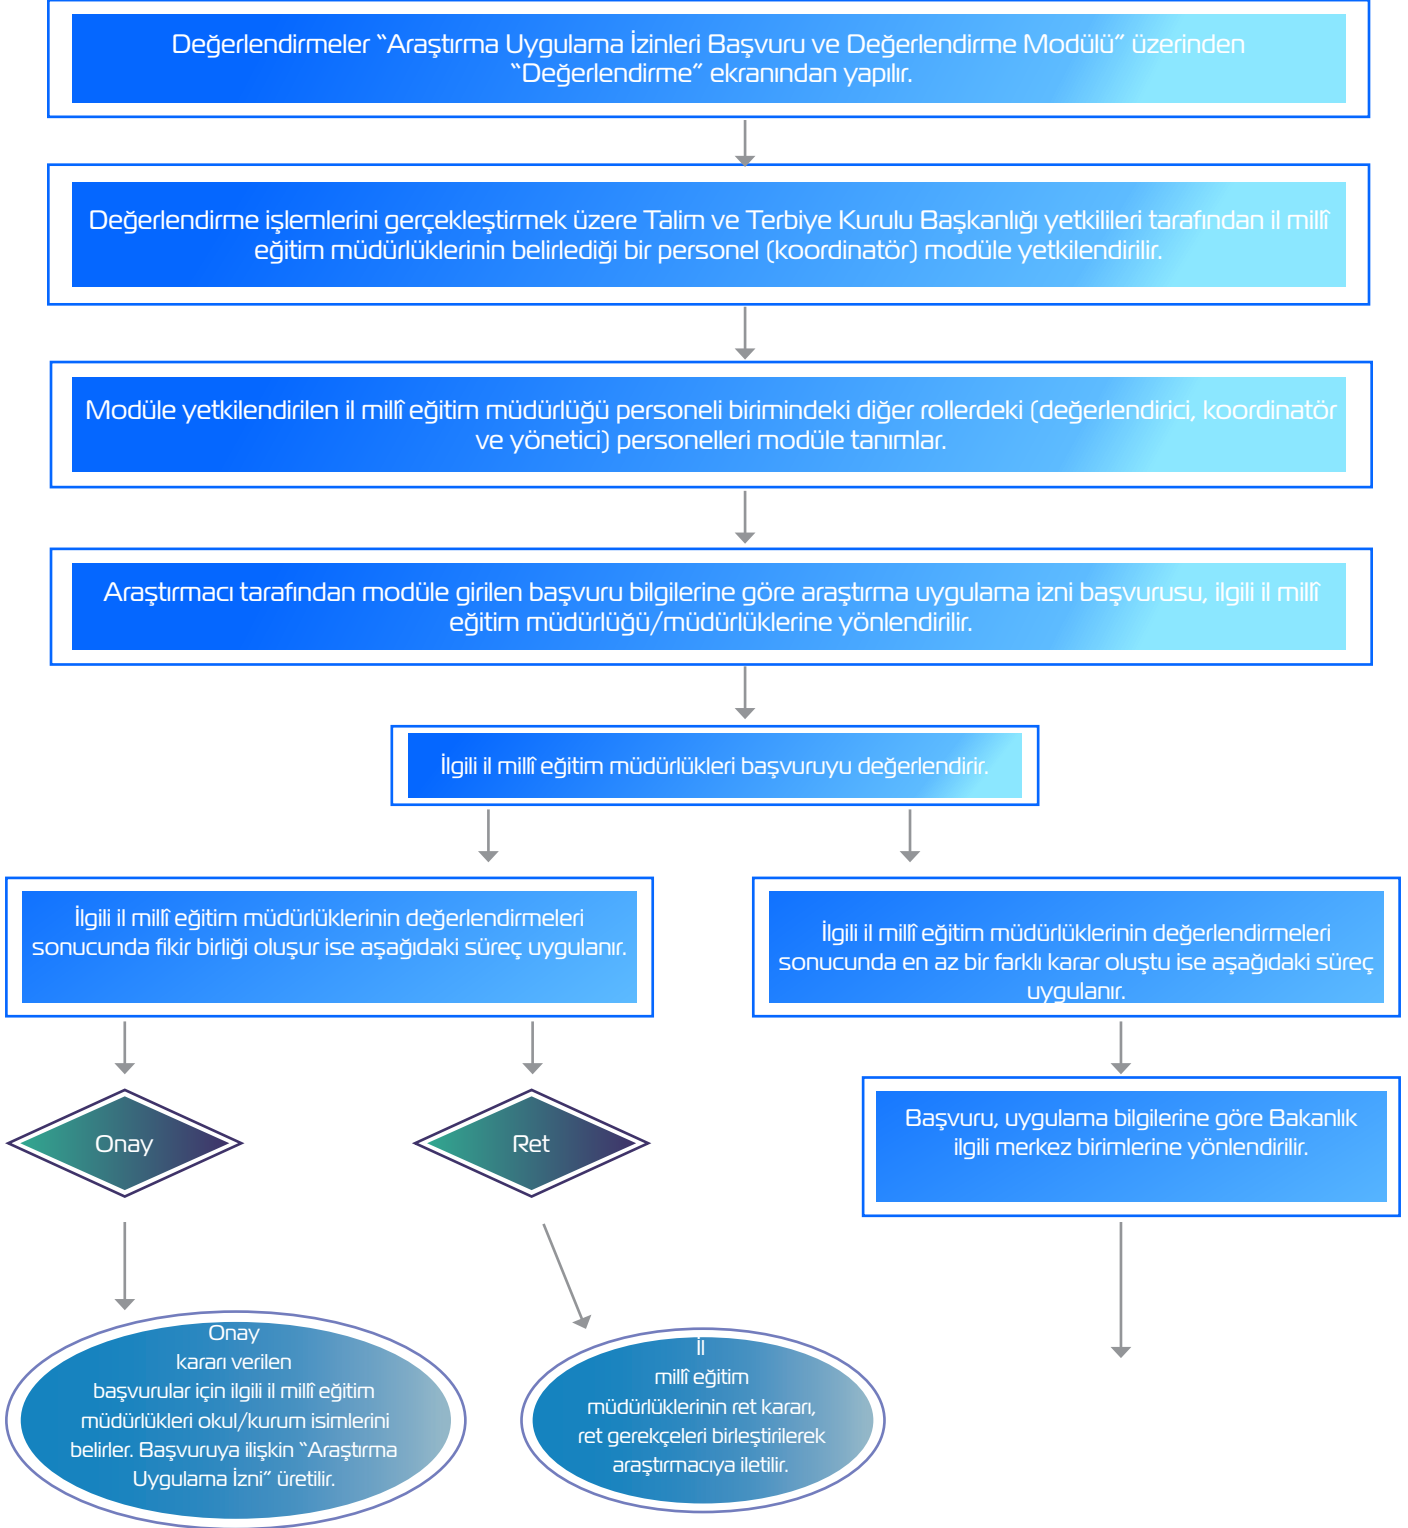 Değerlendirmeler “Araştırma Uygulama İzinleri Başvuru ve Değerlendirme Modülü” üzerinden
“Değerlendirme” ekranından yapılır.
Değerlendirme işlemlerini gerçekleştirmek üzere Talim ve Terbiye Kurulu Başkanlığı yetkilileri tarafından il millî
eğitim müdürlüklerinin belirlediği bir personel (koordinatör) modüle yetkilendirilir.
Modüle yetkilendirilen il millî eğitim müdürlüğü personeli birimindeki diğer rollerdeki (değerlendirici, koordinatör
ve yönetici) personelleri modüle tanımlar.
Araştırmacı tarafından modüle girilen başvuru bilgilerine göre araştırma uygulama izni başvurusu, ilgili il millî
eğitim müdürlüğü/müdürlüklerine yönlendirilir.
İlgili il millî eğitim müdürlükleri başvuruyu değerlendirir.
İlgili il millî eğitim müdürlüklerinin değerlendirmeleri
sonucunda fikir birliği oluşur ise aşağıdaki süreç uygulanır.
İlgili il millî eğitim müdürlüklerinin değerlendirmeleri
sonucunda en az bir farklı karar oluştu ise aşağıdaki süreç
uygulanır.
Onay
Ret
Başvuru, uygulama bilgilerine göre Bakanlık
ilgili merkez birimlerine yönlendirilir.
Onay
kararı verilen
başvurular için ilgili il millî eğitim
müdürlükleri okul/kurum isimlerini
belirler. Başvuruya ilişkin “Araştırma
Uygulama İzni” üretilir.
İl
millî eğitim
müdürlüklerinin ret kararı,
ret gerekçeleri birleştirilerek
araştırmacıya iletilir.